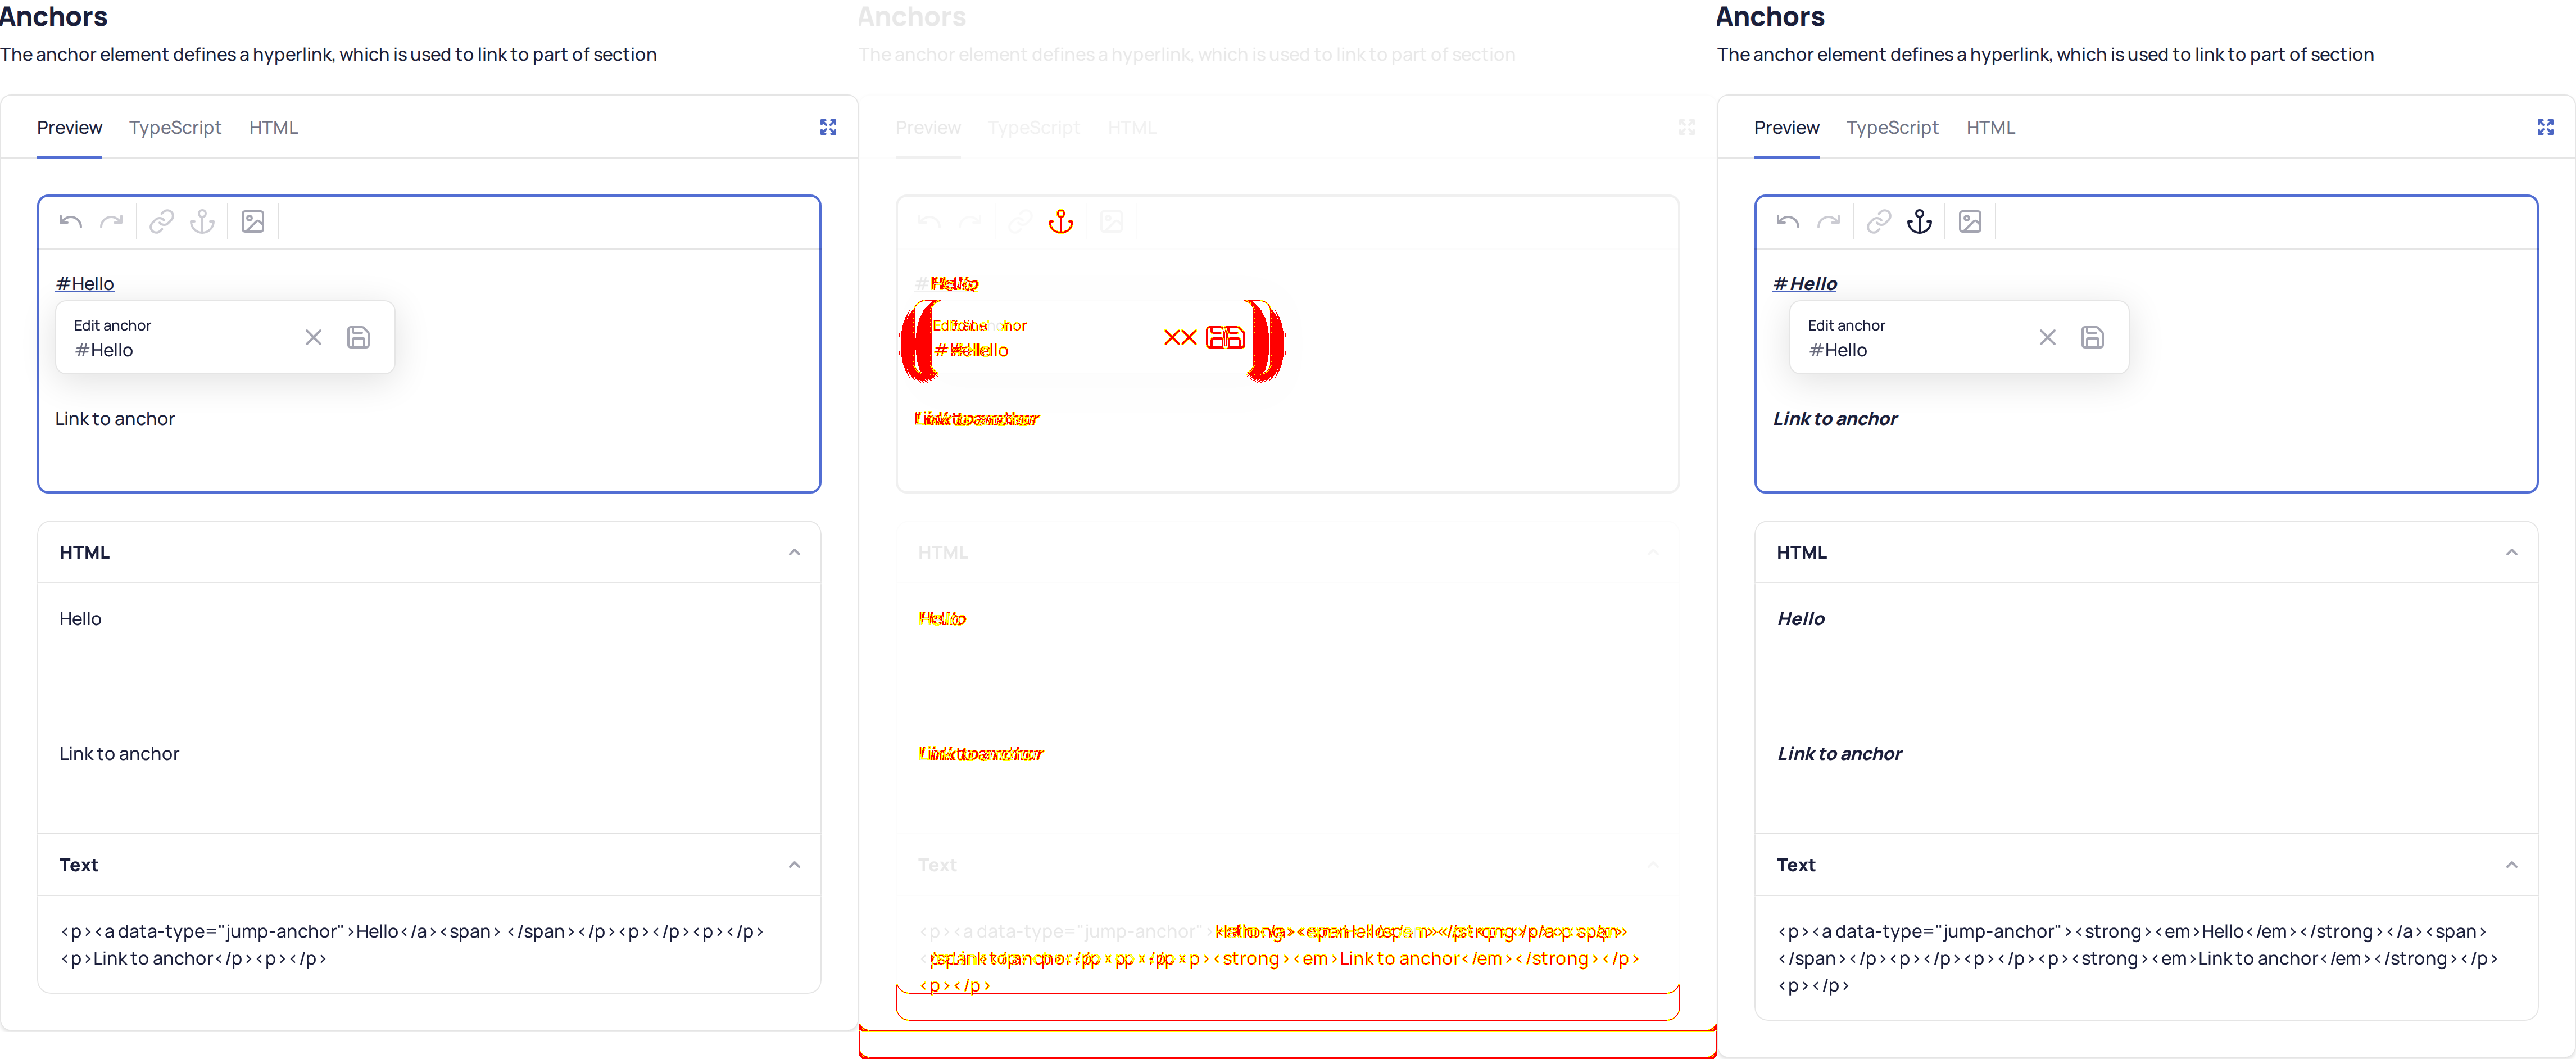 Anchors
The anchor element defines a hyperlink, which is used to link to part of section
Preview TypeScript HTML
#Hello
Edit anchor
#Hello
Link to anchor
HTML
Hello
Link to anchor
Text
<p><a data-type="jump-anchor">Hello</a><span> </span></p><p></p><p></p>
<p>Link to anchor</p><p></p>
Anchors
The anchor element defines a hyperlink, which is used to link to part of section
Preview TypeScript HTML
HTML
Text
<p><a data-type="jump-anchor">
<strong><em>Link to anchor</em></strong></p>
<p></p>
Anchors
The anchor element defines a hyperlink, which is used to link to part of section
Preview TypeScript HTML
#Hello
Edit anchor
#Hello
Link to anchor
HTML
Hello
Link to anchor
Text
<p><a data-type="jump-anchor"><strong><em>Hello</em></strong></a><span>
</span></p><p></p><p></p><p><strong><em>Link to anchor</em></strong></p>
<p></p>